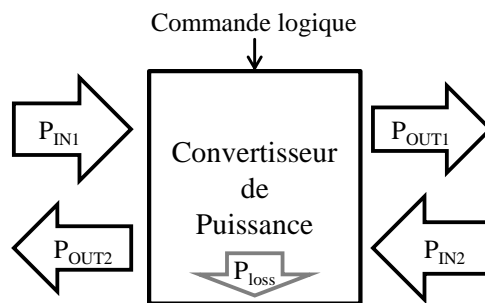 Commande logique
P_IN1
P_OUT1
Convertisseur
de
Puissance
P_OUT2
P_IN2
P_loss